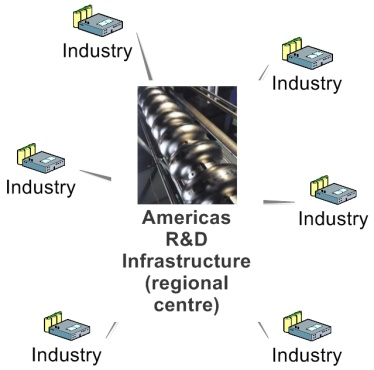 Industry
Industry
Industry
Industry
Americas
R&D
Infrastructure
(regional
centre)
Industry
Industry